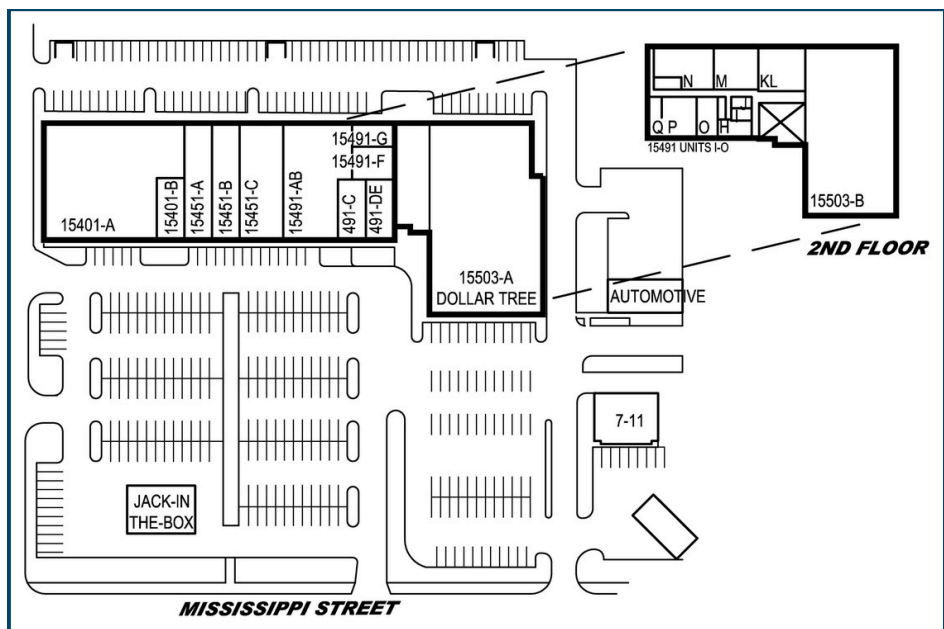 N
M
KL
Q
P
O
H
15491 UNITS I-O
15503-B
2ND FLOOR
15401-A
15401-B
15451-A
15451-B
15451-C
15491-AB
15491-G
15491-F
491-C
491-DE
15503-A
DOLLAR TREE
AUTOMOTIVE
7-11
JACK-IN
THE-BOX
MISSISSIPPI STREET